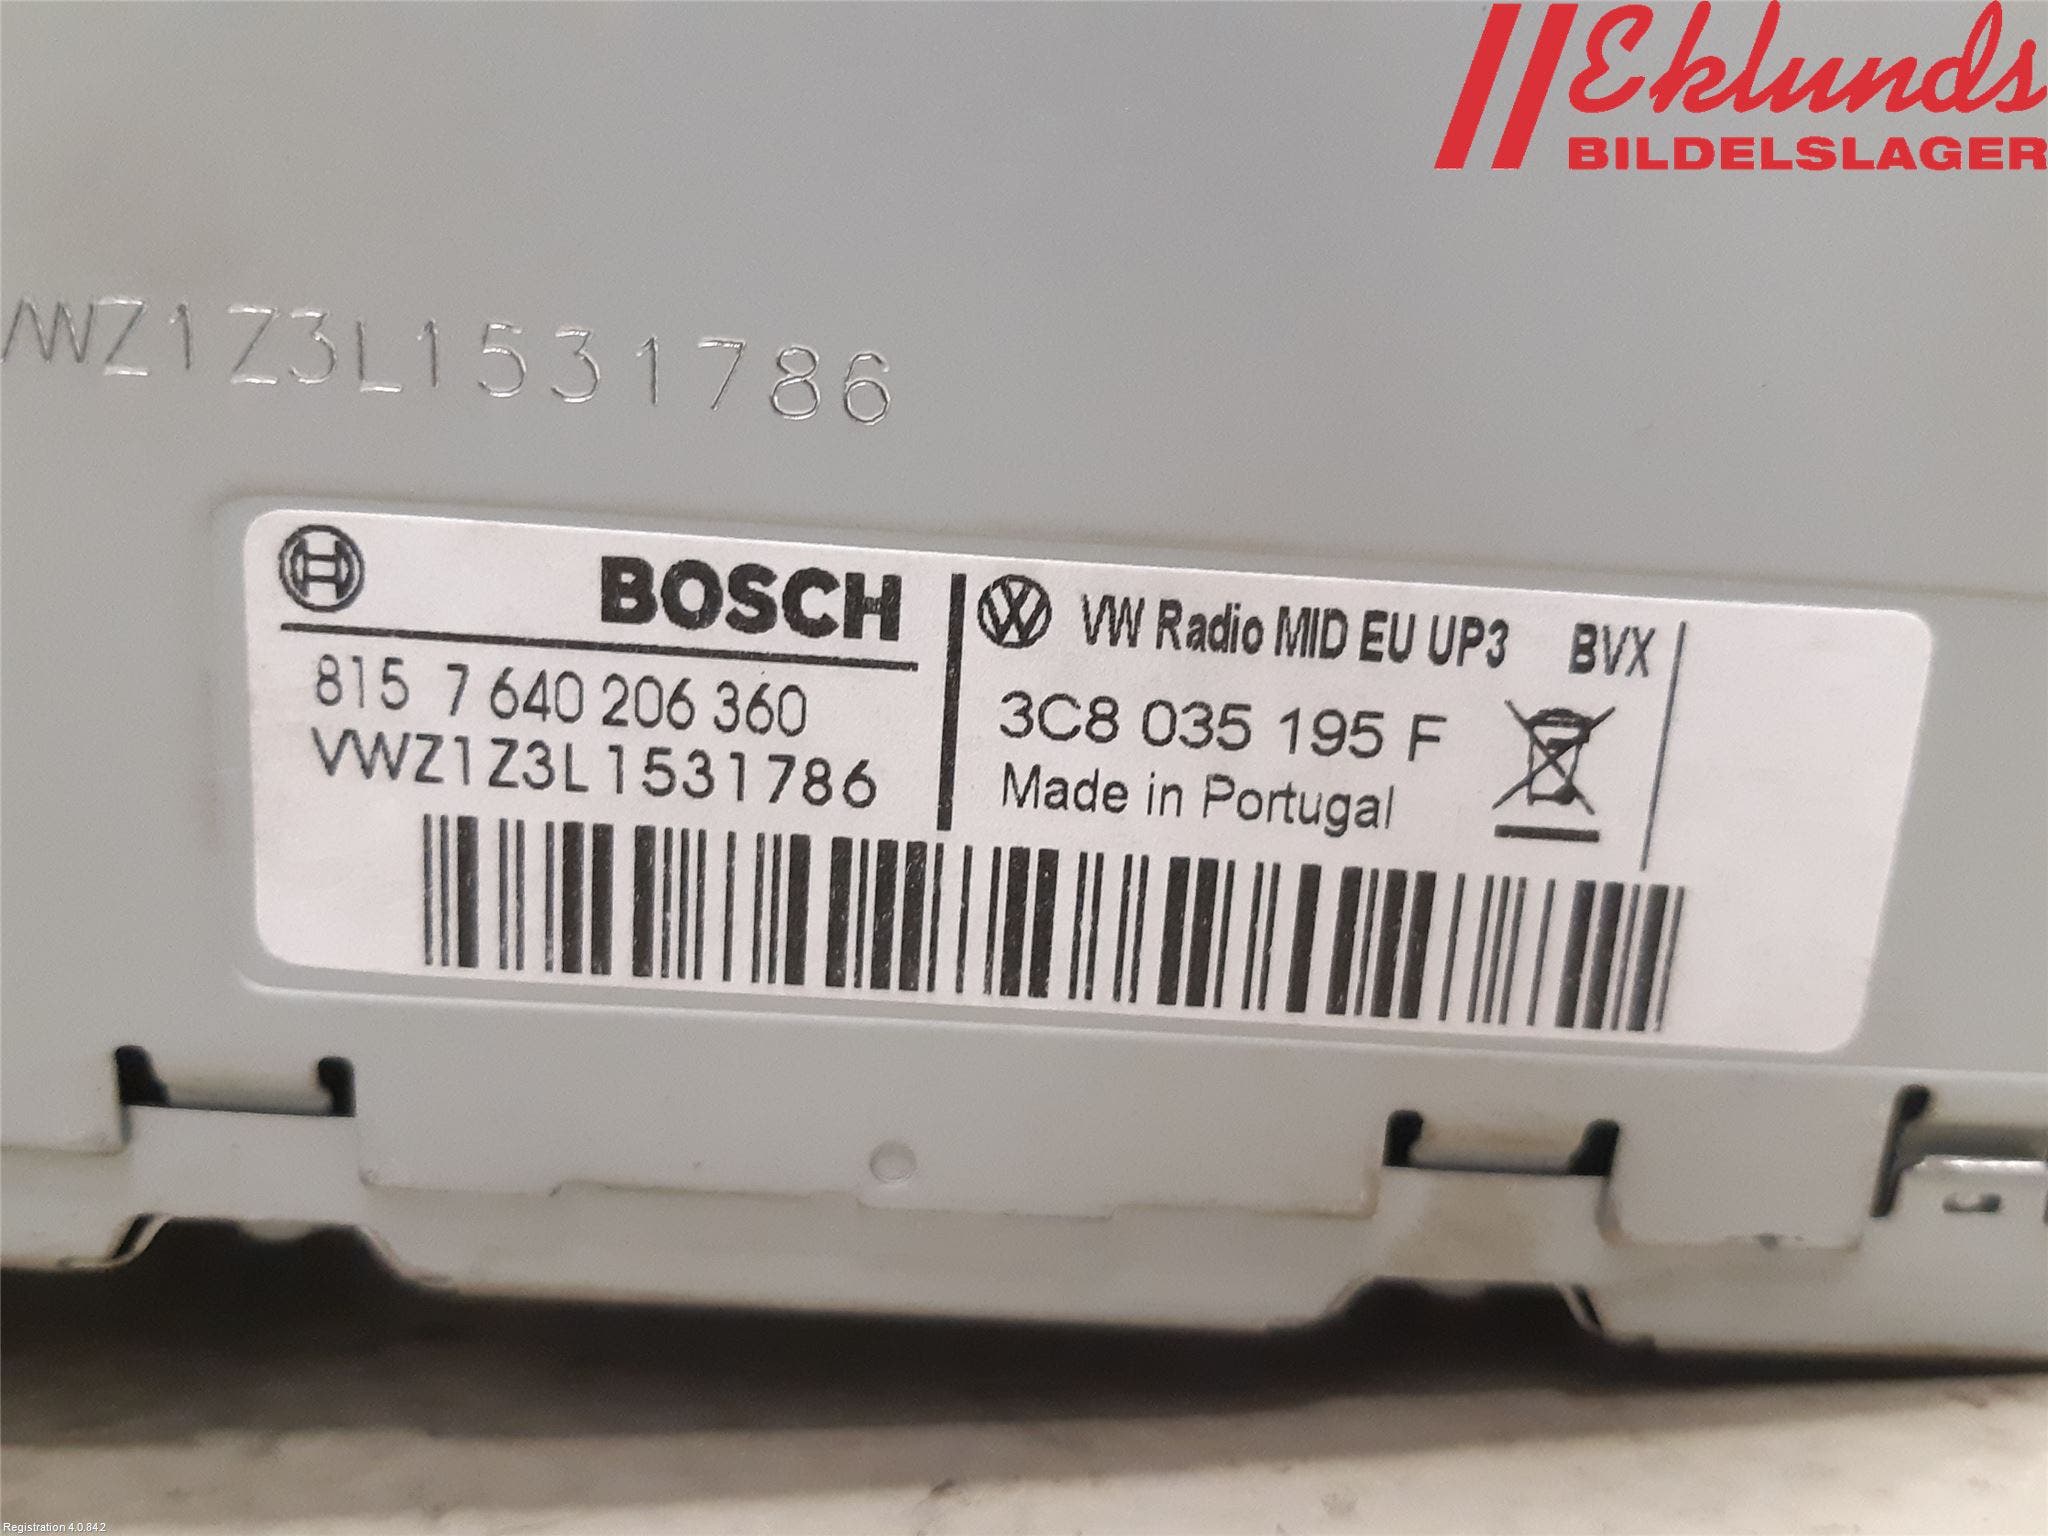 Eklunds
BILDELSLAGER
VWZ1Z3L1531786
BOSCH
815 7 640 206 360
VWZ1Z3L1531786
VW Radio MID EU UP3 BVX
3C8 035 195 F
Made in Portugal
Registration 4.0.842